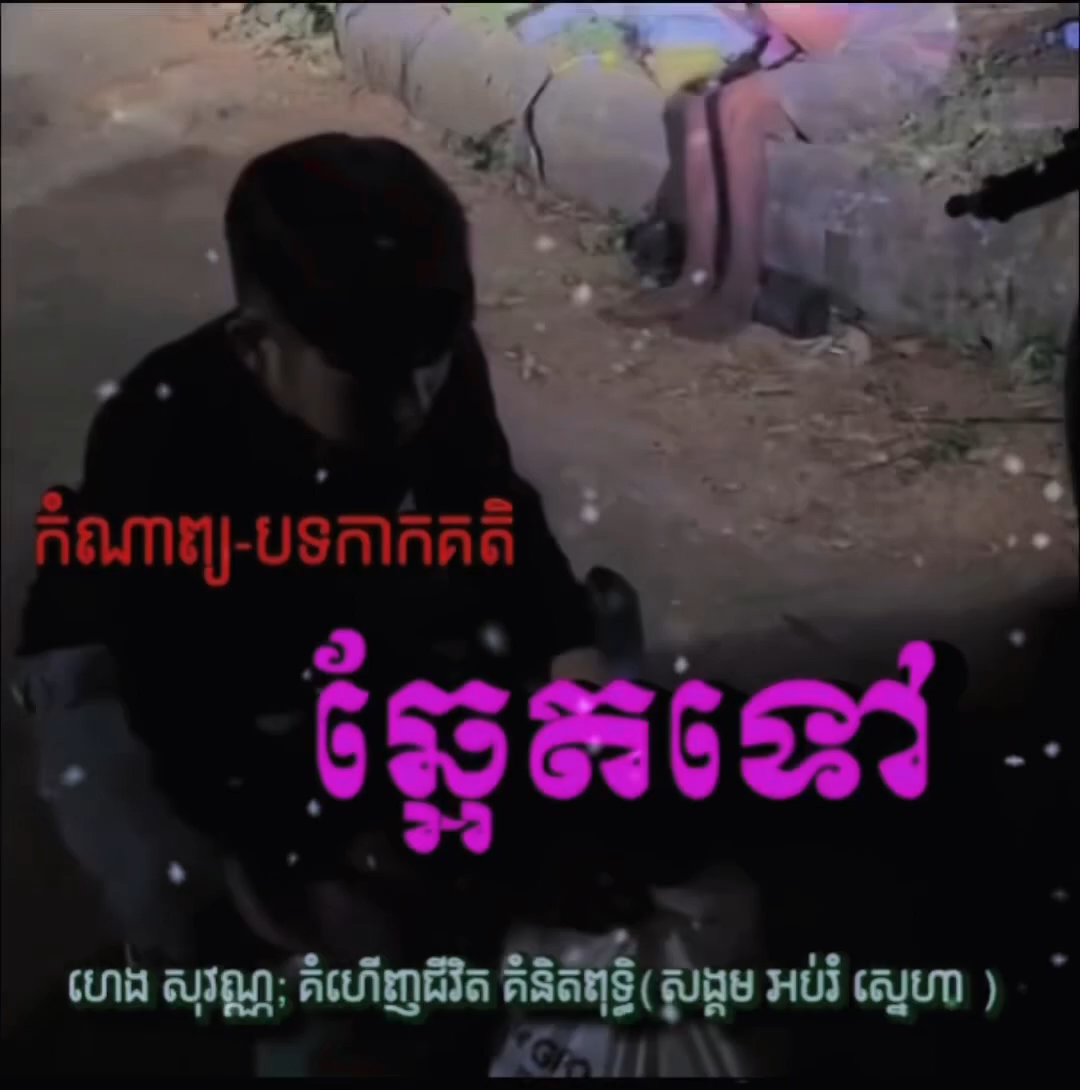 កំណាព្យ-បទកាកគតិ
ឆ្អែតទៅ
ហេង សុវណ្ណ; គំហើញជីវិត គំនិតពុទ្ធិ(សង្គម អប់រំ ស្នេហា )